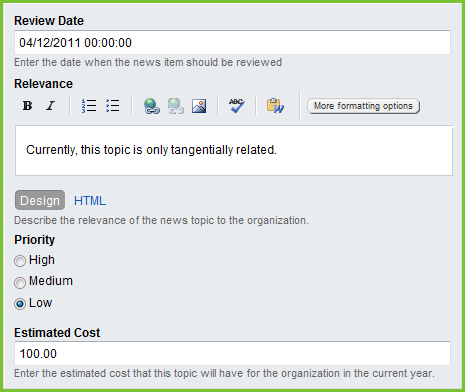 Review Date
04/12/2011 00:00:00
Enter the date when the news item should be reviewed
Relevance
B I ABC W More formatting options
Currently, this topic is only tangentially related.
Design HTML
Describe the relevance of the news topic to the organization.
Priority
High
Medium
Low
Estimated Cost
100.00
Enter the estimated cost that this topic will have for the organization in the current year.